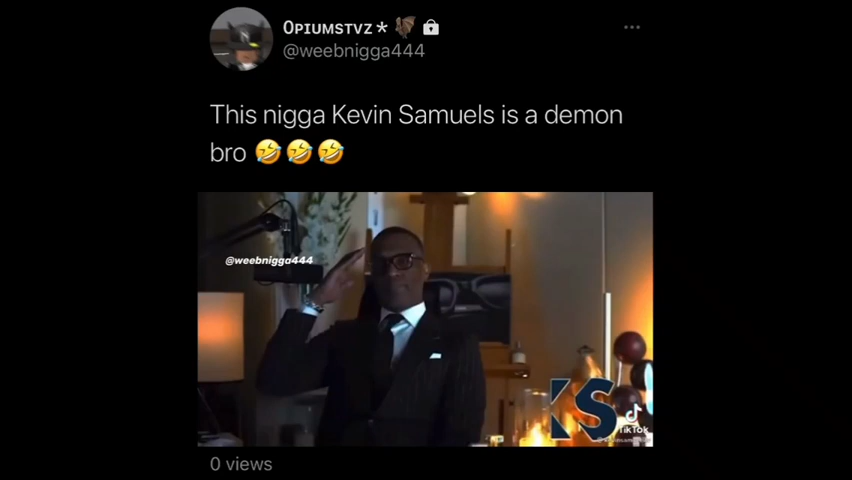 OPIUMSTVZ*
@weebnigga444
This nigga Kevin Samuels is a demon
bro 🤣🤣🤣
@weebnigga444
KS
TikTok
0 views